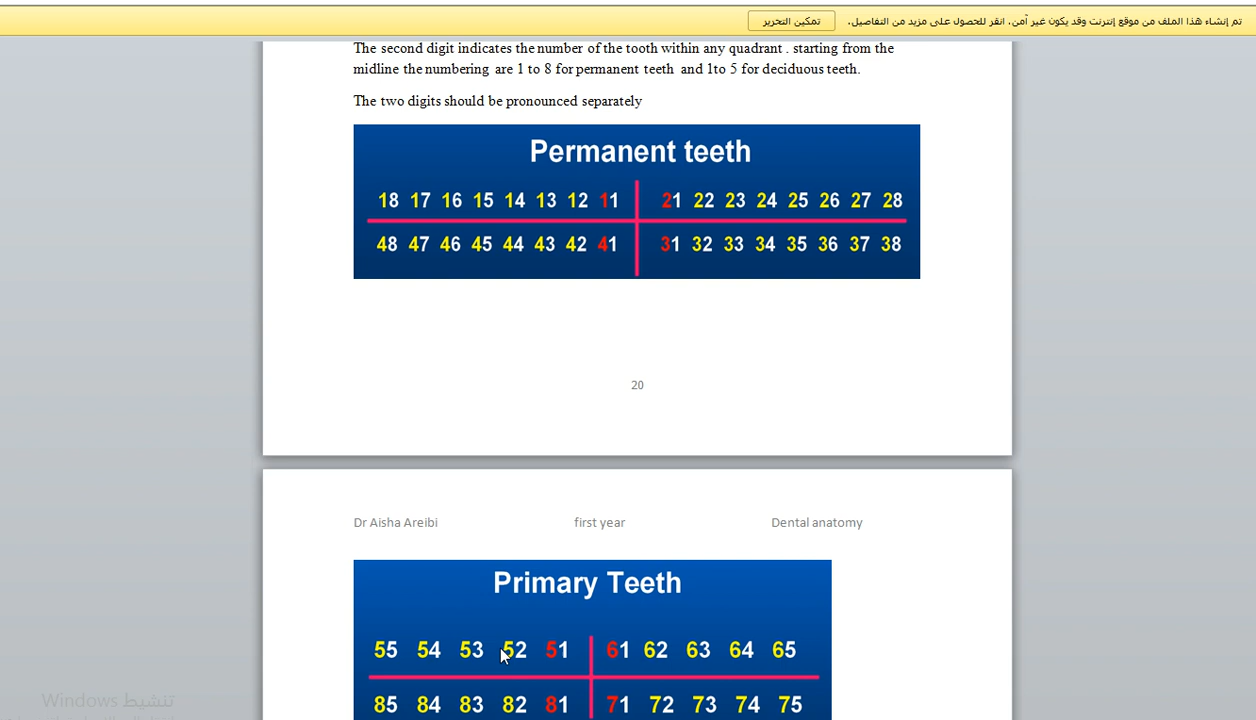 تم إنشاء هذا الملف من موقع إنترنت وقد يكون غير آمن. انقر للحصول على مزيد من التفاصيل. تمكين التحرير
The second digit indicates the number of the tooth within any quadrant . starting from the
midline the numbering are 1 to 8 for permanent teeth and 1to 5 for deciduous teeth.
The two digits should be pronounced separately
Permanent teeth
18 17 16 15 14 13 12 11 21 22 23 24 25 26 27 28
48 47 46 45 44 43 42 41 31 32 33 34 35 36 37 38
20
Dr Aisha Areibi first year Dental anatomy
Primary Teeth
55 54 53 52 51 61 62 63 64 65
85 84 83 82 81 71 72 73 74 75
تنشيط Windows